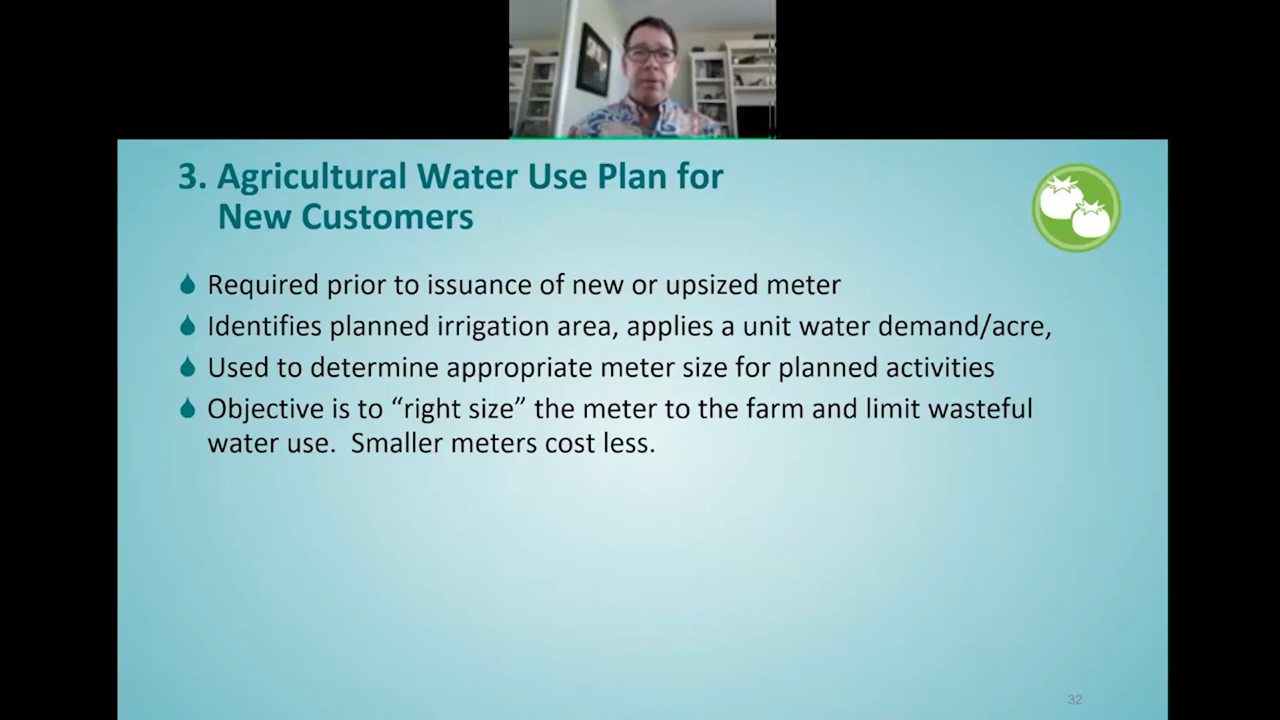 3. Agricultural Water Use Plan for
New Customers
Required prior to issuance of new or upsized meter
Identifies planned irrigation area, applies a unit water demand/acre,
Used to determine appropriate meter size for planned activities
Objective is to “right size” the meter to the farm and limit wasteful
water use.  Smaller meters cost less.
32